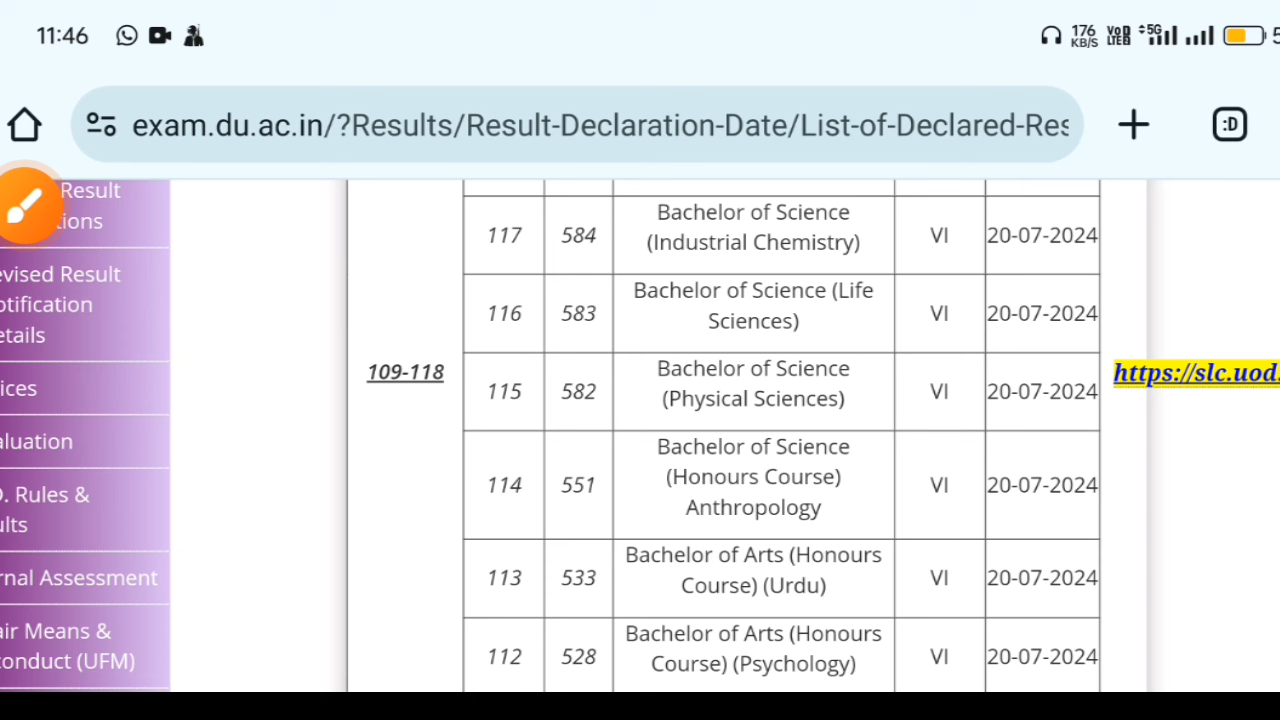 11:46
176
KB/S
VoD
LTE
5G
5
exam.du.ac.in/?Results/Result-Declaration-Date/List-of-Declared-Res
:D
Result
tions
evised Result
otification
etails
ices
aluation
D. Rules &
ults
rnal Assessment
air Means &
conduct (UFM)
109-118
117 584 Bachelor of Science (Industrial Chemistry) VI 20-07-2024
116 583 Bachelor of Science (Life Sciences) VI 20-07-2024
115 582 Bachelor of Science (Physical Sciences) VI 20-07-2024
114 551 Bachelor of Science (Honours Course) Anthropology VI 20-07-2024
113 533 Bachelor of Arts (Honours Course) (Urdu) VI 20-07-2024
112 528 Bachelor of Arts (Honours Course) (Psychology) VI 20-07-2024
https://slc.uod.